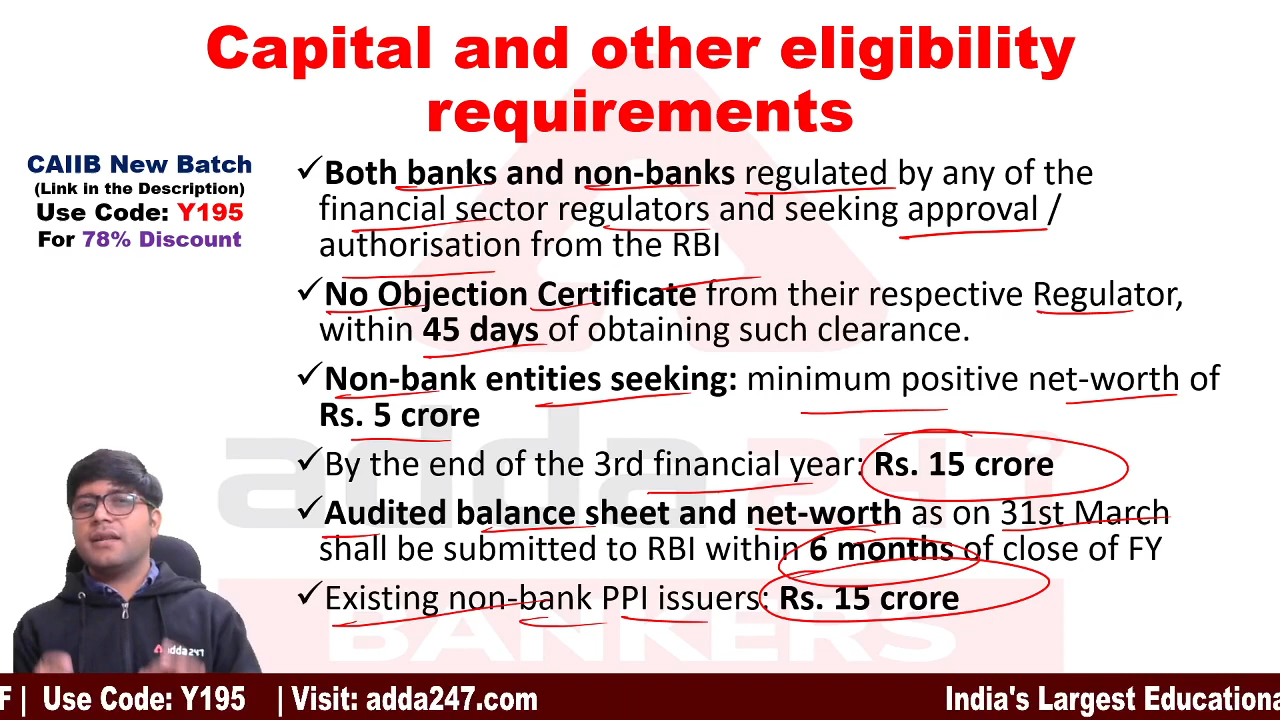 Capital and other eligibility
requirements
CAIIB New Batch
(Link in the Description)
Use Code: Y195
For 78% Discount
✓Both banks and non-banks regulated by any of the
financial sector regulators and seeking approval /
authorisation from the RBI
✓No Objection Certificate from their respective Regulator,
within 45 days of obtaining such clearance.
✓Non-bank entities seeking: minimum positive net-worth of
Rs. 5 crore
✓By the end of the 3rd financial year: Rs. 15 crore
✓Audited balance sheet and net-worth as on 31st March
shall be submitted to RBI within 6 months of close of FY
✓Existing non-bank PPI issuers: Rs. 15 crore
adda247
BANKERS
adda247
F | Use Code: Y195 | Visit: adda247.com
India's Largest Educationa